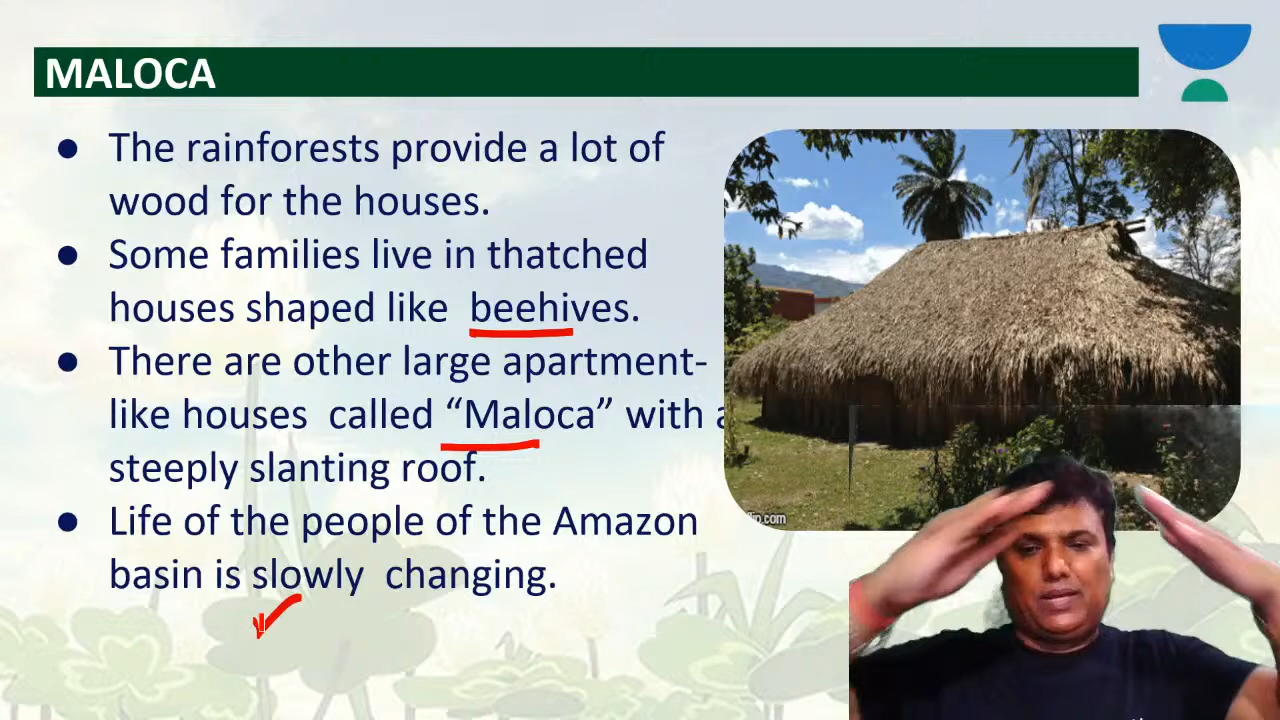 MALOCA
● The rainforests provide a lot of
wood for the houses.
● Some families live in thatched
houses shaped like beehives.
● There are other large apartment-
like houses called “Maloca” with a
steeply slanting roof.
● Life of the people of the Amazon
basin is slowly changing.